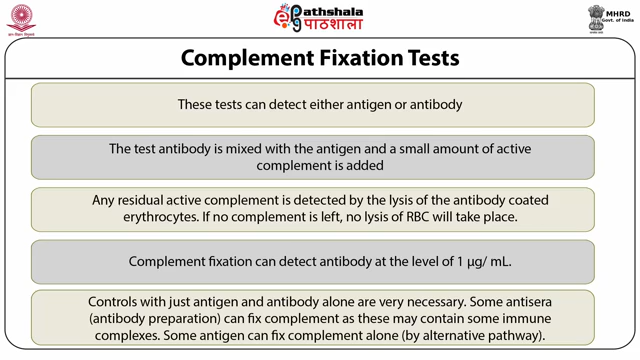 ePathshala
पाठशाला
MHRD
Govt. of India
Complement Fixation Tests
These tests can detect either antigen or antibody
The test antibody is mixed with the antigen and a small amount of active
complement is added
Any residual active complement is detected by the lysis of the antibody coated
erythrocytes. If no complement is left, no lysis of RBC will take place.
Complement fixation can detect antibody at the level of 1 µg/ mL.
Controls with just antigen and antibody alone are very necessary. Some antisera
(antibody preparation) can fix complement as these may contain some immune
complexes. Some antigen can fix complement alone (by alternative pathway).